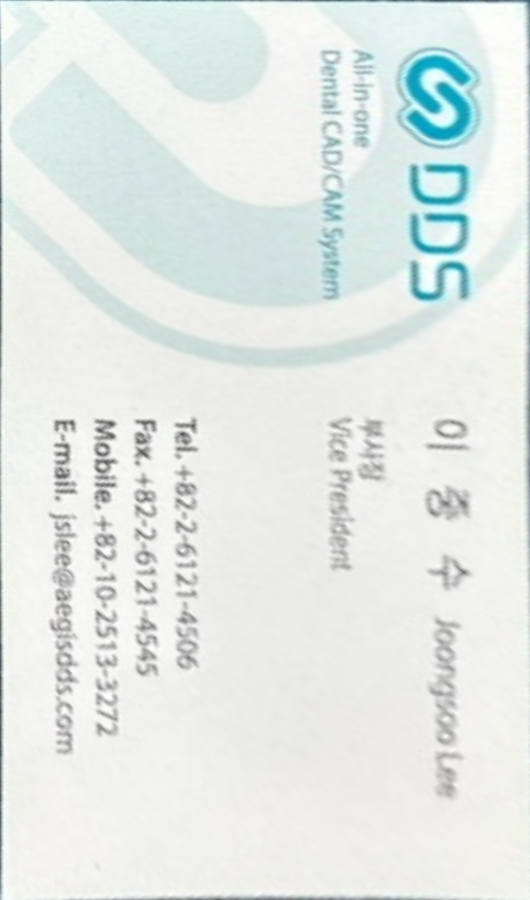 DDS
All-in-one
Dental CAD/CAM System
이 중 수 Joongsoo Lee
부사장
Vice President
Tel. +82-2-6121-4506
Fax. +82-2-6121-4545
Mobile. +82-10-2513-3272
E-mail. jslee@aegisdds.com